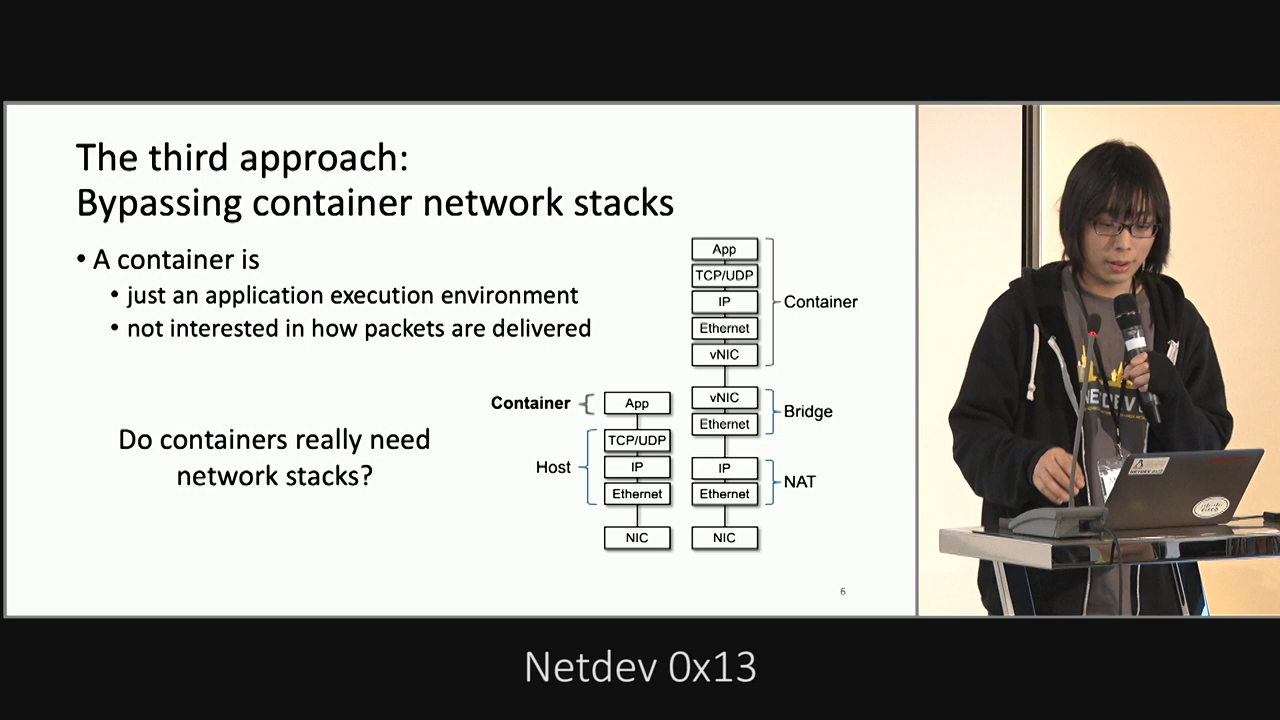 The third approach:
Bypassing container network stacks
• A container is
• just an application execution environment
• not interested in how packets are delivered
Do containers really need
network stacks?
Container
App
Host
TCP/UDP
IP
Ethernet
NIC
App
TCP/UDP
IP
Ethernet
vNIC
Container
vNIC
Ethernet
Bridge
IP
Ethernet
NAT
NIC
6
NETDEV
Netdev 0x13